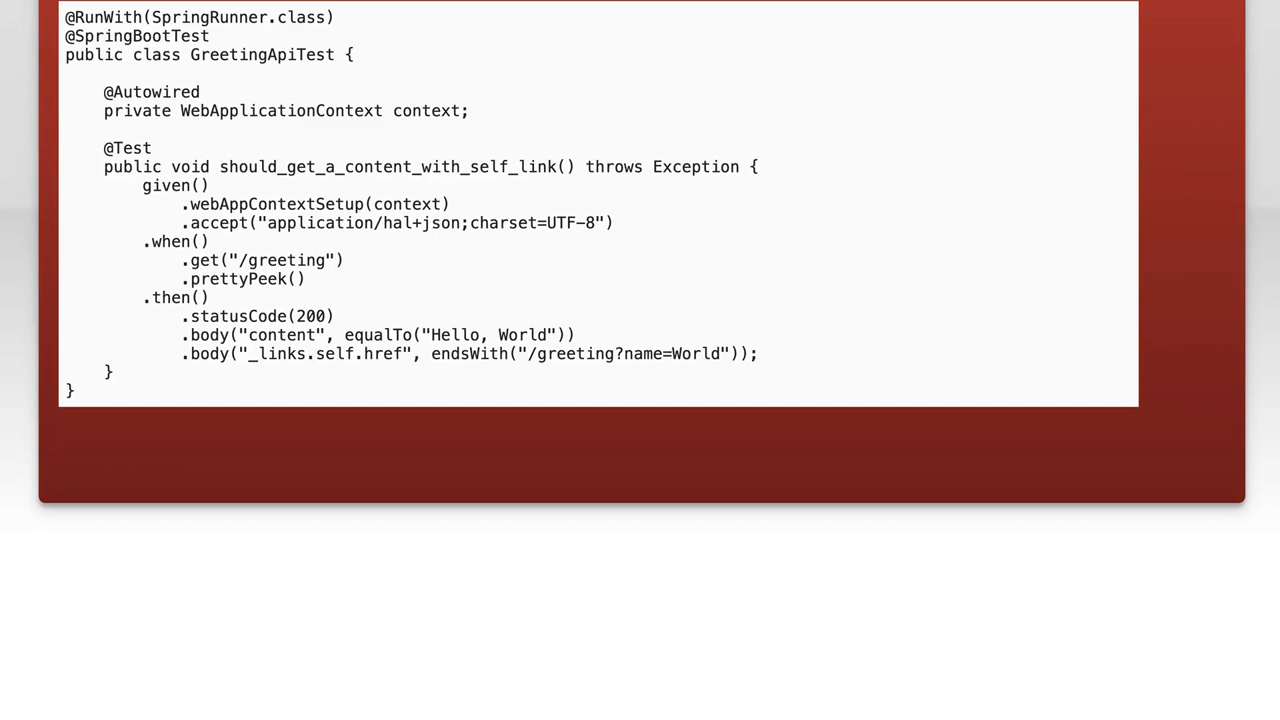 @RunWith(SpringRunner.class)
@SpringBootTest
public class GreetingApiTest {
    @Autowired
    private WebApplicationContext context;
    @Test
    public void should_get_a_content_with_self_link() throws Exception {
        given()
            .webAppContextSetup(context)
            .accept("application/hal+json;charset=UTF-8")
        .when()
            .get("/greeting")
            .prettyPeek()
        .then()
            .statusCode(200)
            .body("content", equalTo("Hello, World"))
            .body("_links.self.href", endsWith("/greeting?name=World"));
    }
}